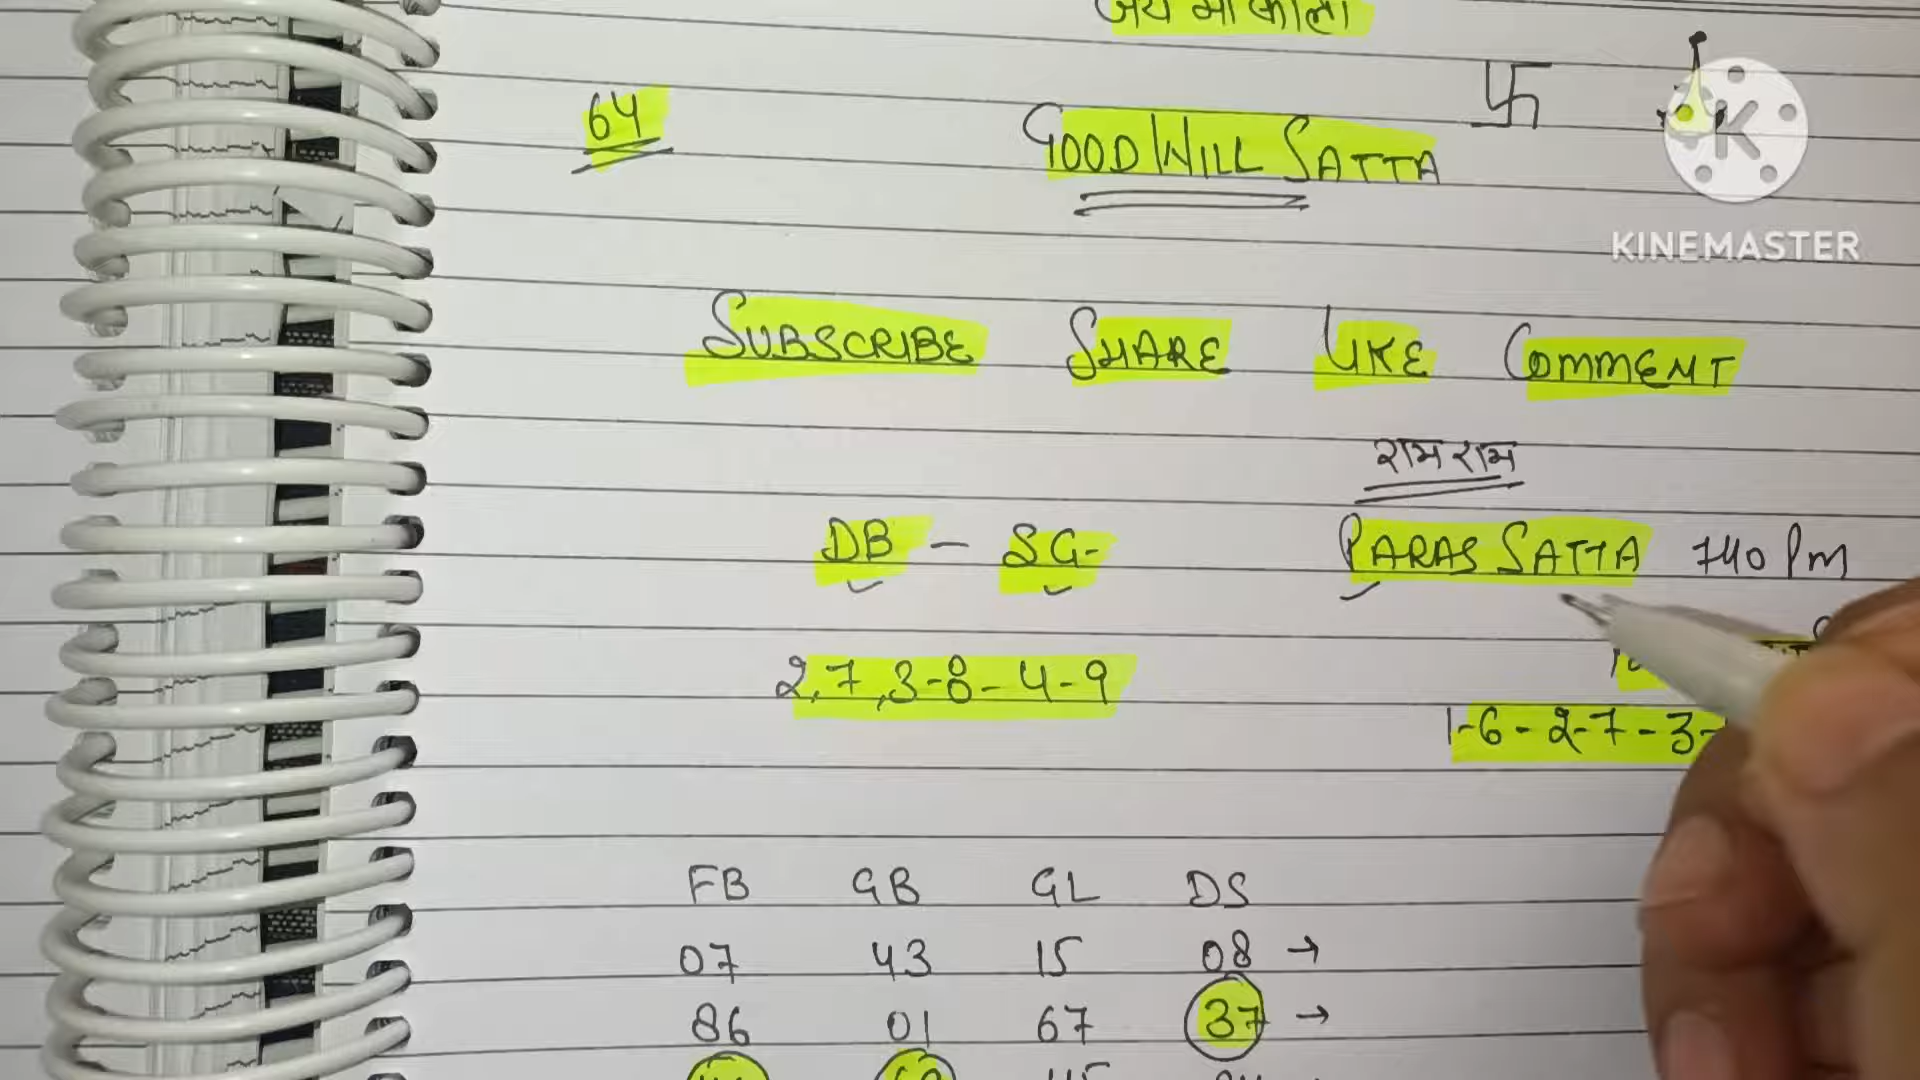 जय माँ काली
64
GOOD WILL SATTA
KINEMASTER
SUBSCRIBE SHARE LIKE COMMENT
राम राम
DB - SG-
PARAS SATTA 740 PM
2,7,3-8-4-9
1-6-2-7-3-
FB GB GL DS
07 43 15 08 →
86 01 67 37 →